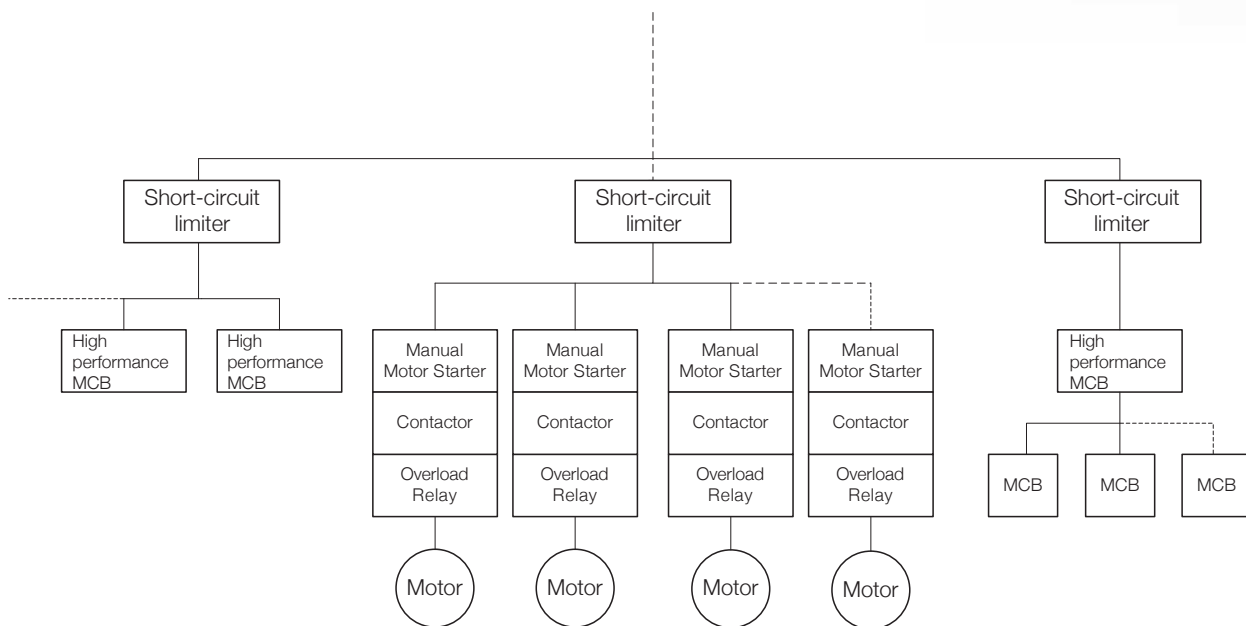 Short-circuit
limiter
Short-circuit
limiter
Short-circuit
limiter
High
performance
MCB
High
performance
MCB
Manual
Motor Starter
Manual
Motor Starter
Manual
Motor Starter
Manual
Motor Starter
High
performance
MCB
Contactor
Contactor
Contactor
Contactor
Overload
Relay
Overload
Relay
Overload
Relay
Overload
Relay
MCB
MCB
MCB
Motor
Motor
Motor
Motor